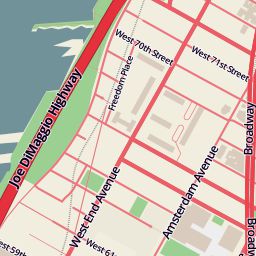 West 70th Street
West 71st Street
Freedom Place
Joe DiMaggio Highway
Broadway
Amsterdam Avenue
West End Avenue
Broadw
West 61
West 59th